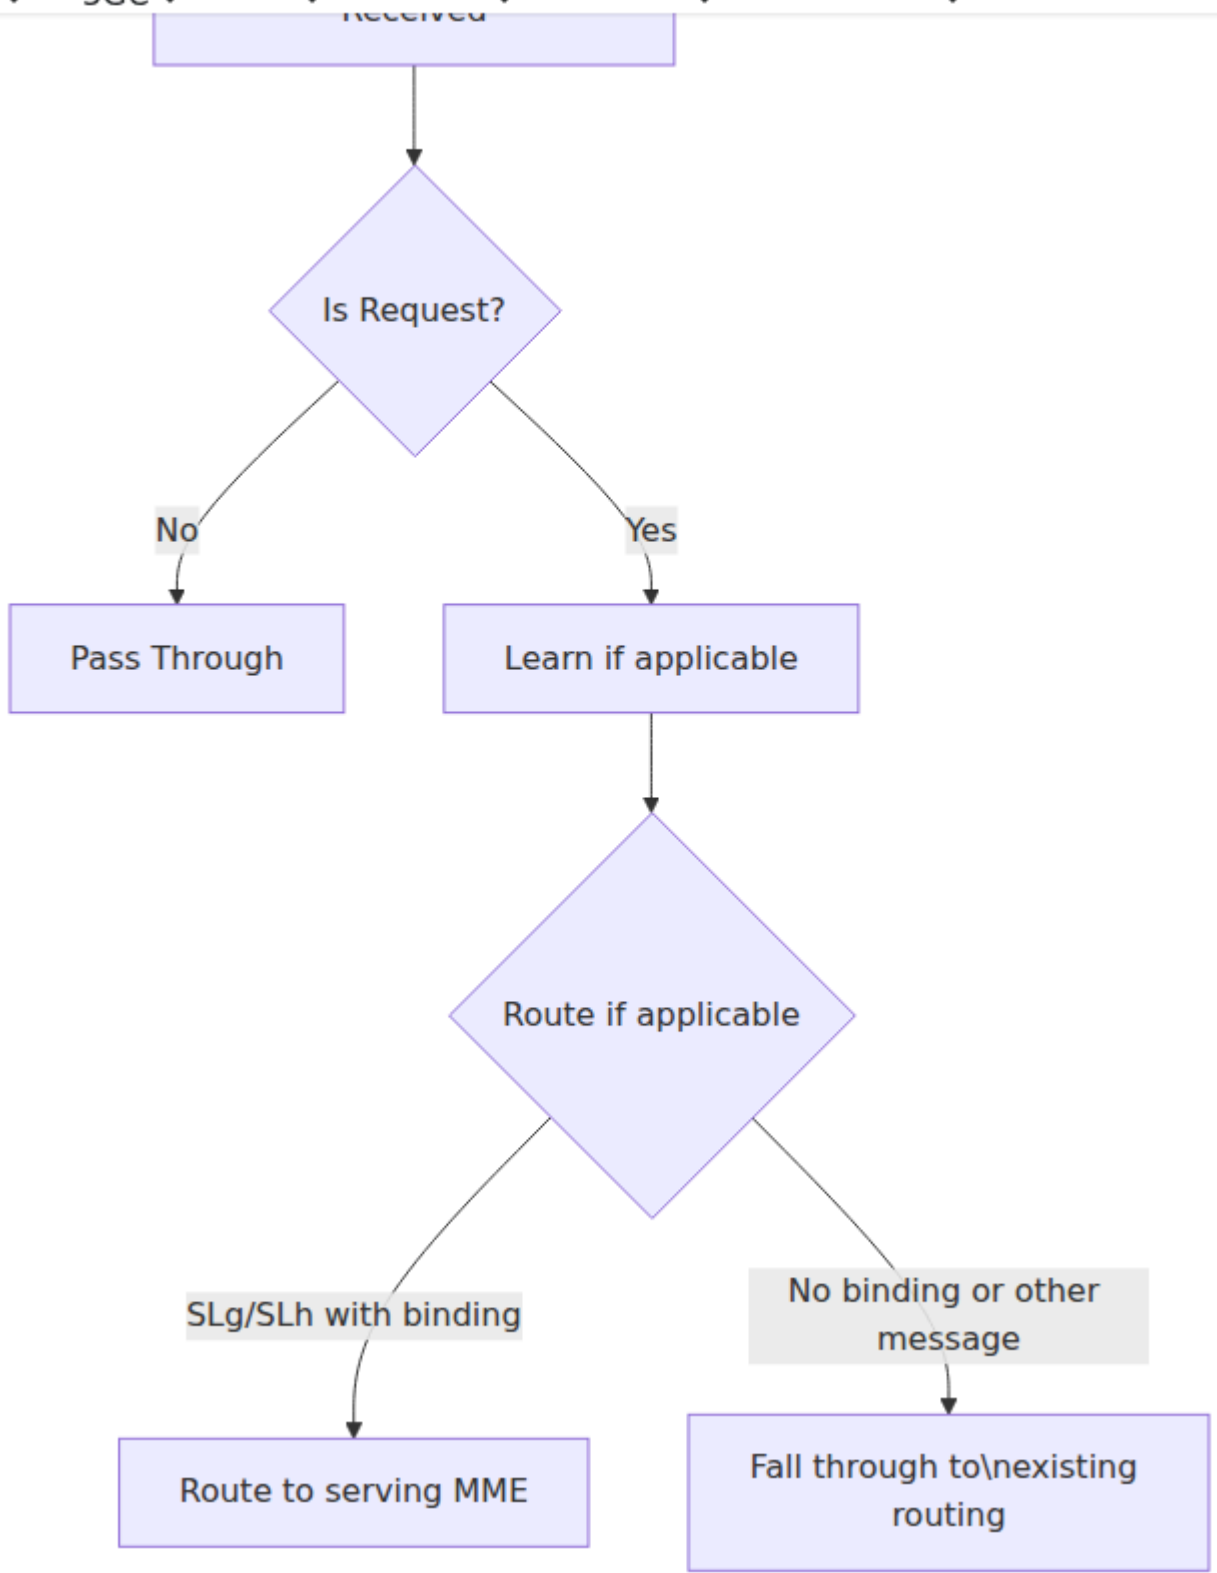 Received
Is Request?
No
Yes
Pass Through
Learn if applicable
Route if applicable
SLg/SLh with binding
No binding or other
message
Route to serving MME
Fall through to\nexisting
routing